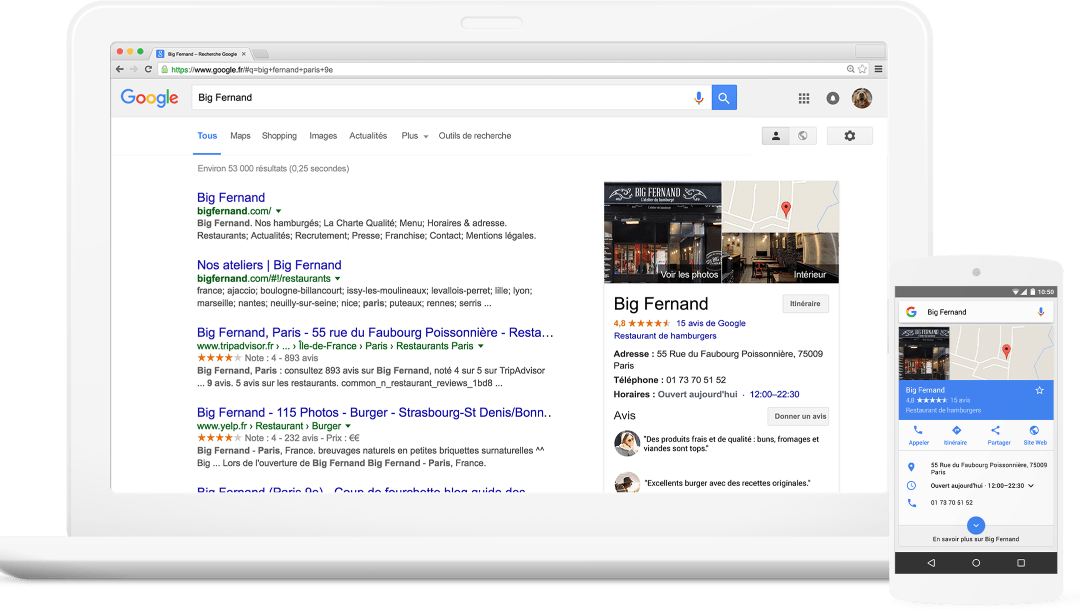 Big Fernand – Recherche Google
https://www.google.fr/#q=big+fernand+paris+9e
Google
Big Fernand
Tous Maps Shopping Images Actualités Plus Outils de recherche
Environ 53 000 résultats (0,25 secondes)
Big Fernand
bigfernand.com/
Big Fernand. Nos hamburgés; La Charte Qualité; Menu; Horaires & adresse.
Restaurants; Actualités; Recrutement; Presse; Franchise; Contact; Mentions légales.
Nos ateliers | Big Fernand
bigfernand.com/#!/restaurants
france; ajaccio; boulogne-billancourt; issy-les-moulineaux; levallois-perret; lille; lyon;
marseille; nantes; neuilly-sur-seine; nice; paris; puteaux; rennes; serris ...
Big Fernand, Paris - 55 rue du Faubourg Poissonnière - Resta…
www.tripadvisor.fr › ... › Île-de-France › Paris › Restaurants Paris
Note : 4 - 893 avis
Big Fernand, Paris : consultez 893 avis sur Big Fernand, noté 4 sur 5 sur TripAdvisor
... 9 avis. 5 avis sur les restaurants. common_n_restaurant_reviews_1bd8 ...
Big Fernand - 115 Photos - Burger - Strasbourg-St Denis/Bonn..
www.yelp.fr › Restaurant › Burger
Note : 4 - 232 avis - Prix : €€
Big Fernand - Paris, France. breuvages naturels en petites briquettes surnaturelles ^^
Big ... Lors de l'ouverture de Big Fernand Big Fernand - Paris, France.
Big Fernand (Paris 9e) - Coup de fourchette blog guide des
BIG FERNAND
L'atelier du hamburgé
Voir les photos
Intérieur
Big Fernand
Itinéraire
4,8 15 avis de Google
Restaurant de hamburgers
Adresse : 55 Rue du Faubourg Poissonnière, 75009
Paris
Téléphone : 01 73 70 51 52
Horaires : Ouvert aujourd'hui · 12:00–22:30
Avis
Donner un avis
"Des produits frais et de qualité : buns, fromages et
viandes sont tops."
"Excellents burger avec des recettes originales."
10:50
Big Fernand
BIG FERNAND
Big Fernand
4,8 15 avis
Restaurant de hamburgers
Appeler Itinéraire Partager Site Web
55 Rue du Faubourg Poissonnière, 75009
Paris
Ouvert aujourd'hui · 12:00–22:30
01 73 70 51 52
En savoir plus sur Big Fernand